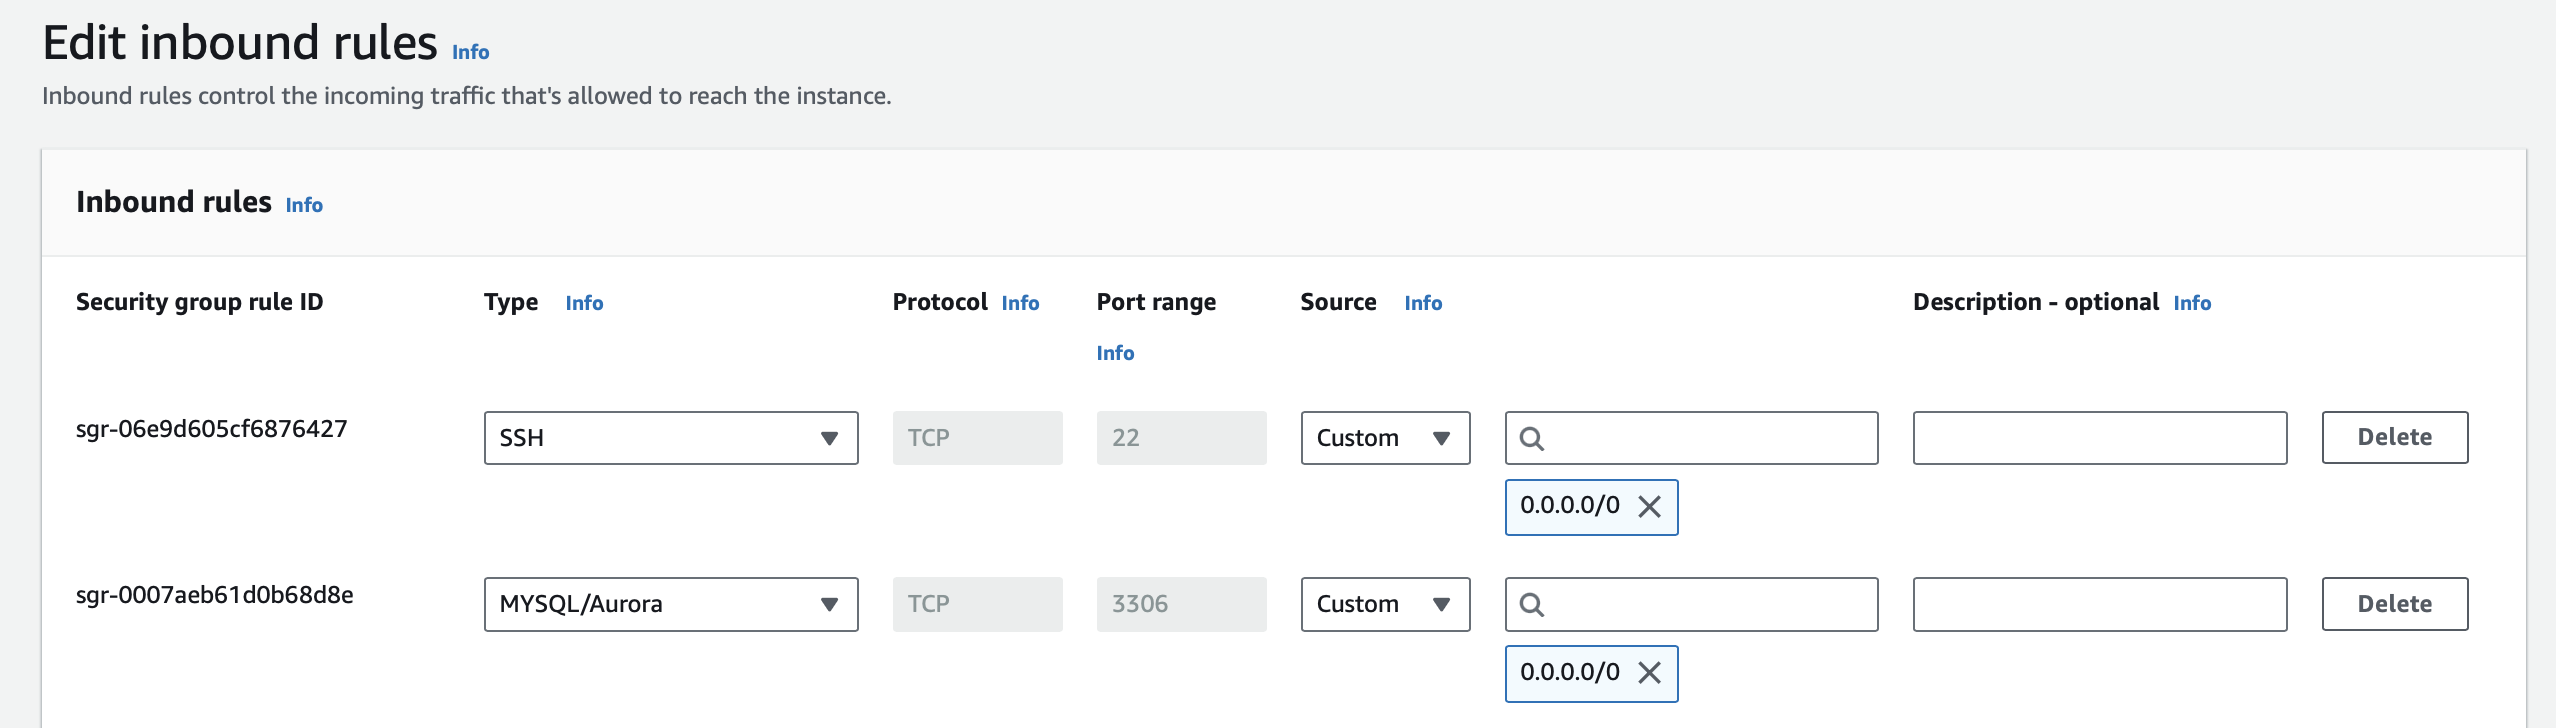 Edit inbound rules Info
Inbound rules control the incoming traffic that's allowed to reach the instance.
Inbound rules Info
Security group rule ID Type Info Protocol Info Port range Info Source Info Description - optional Info
sgr-06e9d605cf6876427 SSH TCP 22 Custom Delete
0.0.0.0/0
sgr-0007aeb61d0b68d8e MYSQL/Aurora TCP 3306 Custom Delete
0.0.0.0/0